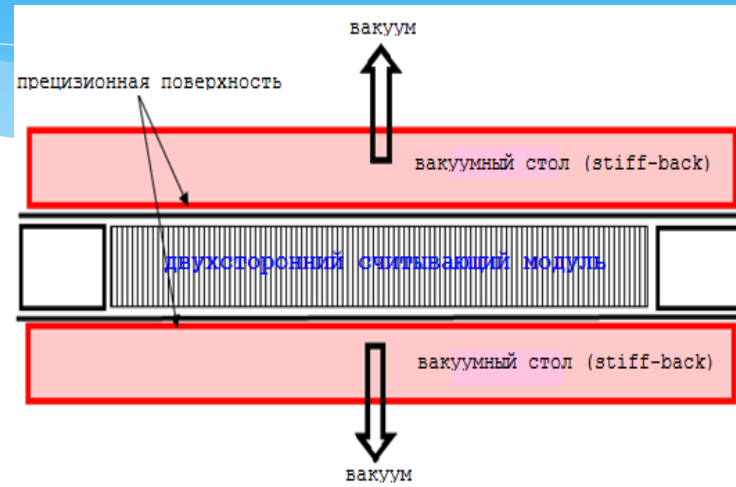 вакуум
прецизионная поверхность
вакуумный стол (stiff-back)
двухсторонний считывающий модуль
вакуумный стол (stiff-back)
вакуум